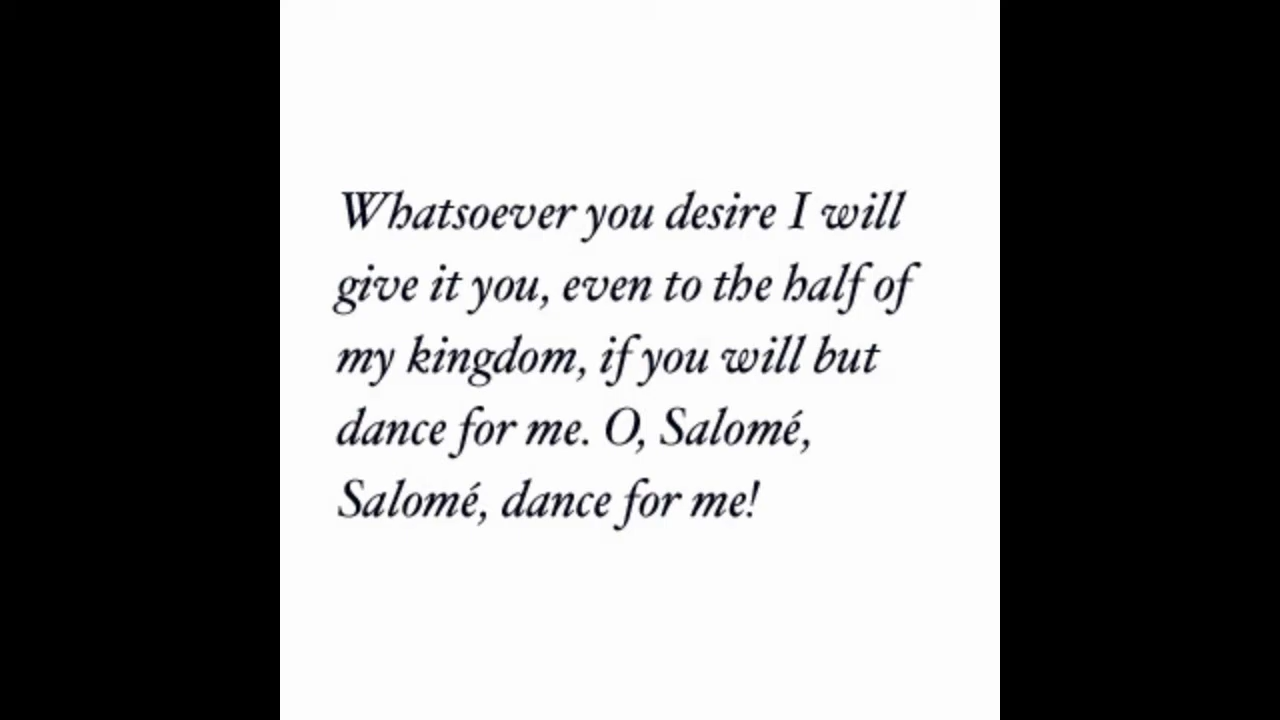 Whatsoever you desire I will
give it you, even to the half of
my kingdom, if you will but
dance for me. O, Salomé,
Salomé, dance for me!